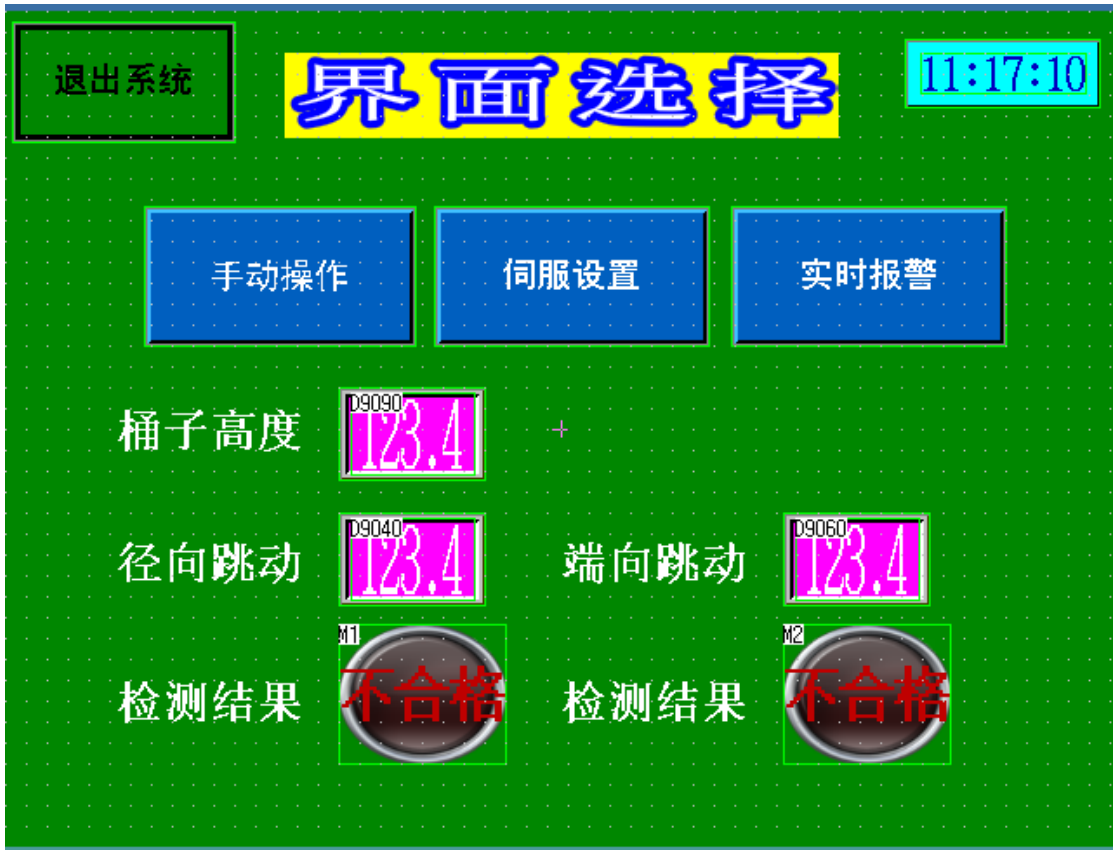 退出系统 界面选择 11:17:10
手动操作 伺服设置 实时报警
桶子高度 D9090 123.4
径向跳动 D9040 123.4 端向跳动 D9060 123.4
M1 M2
检测结果 不合格 检测结果 不合格